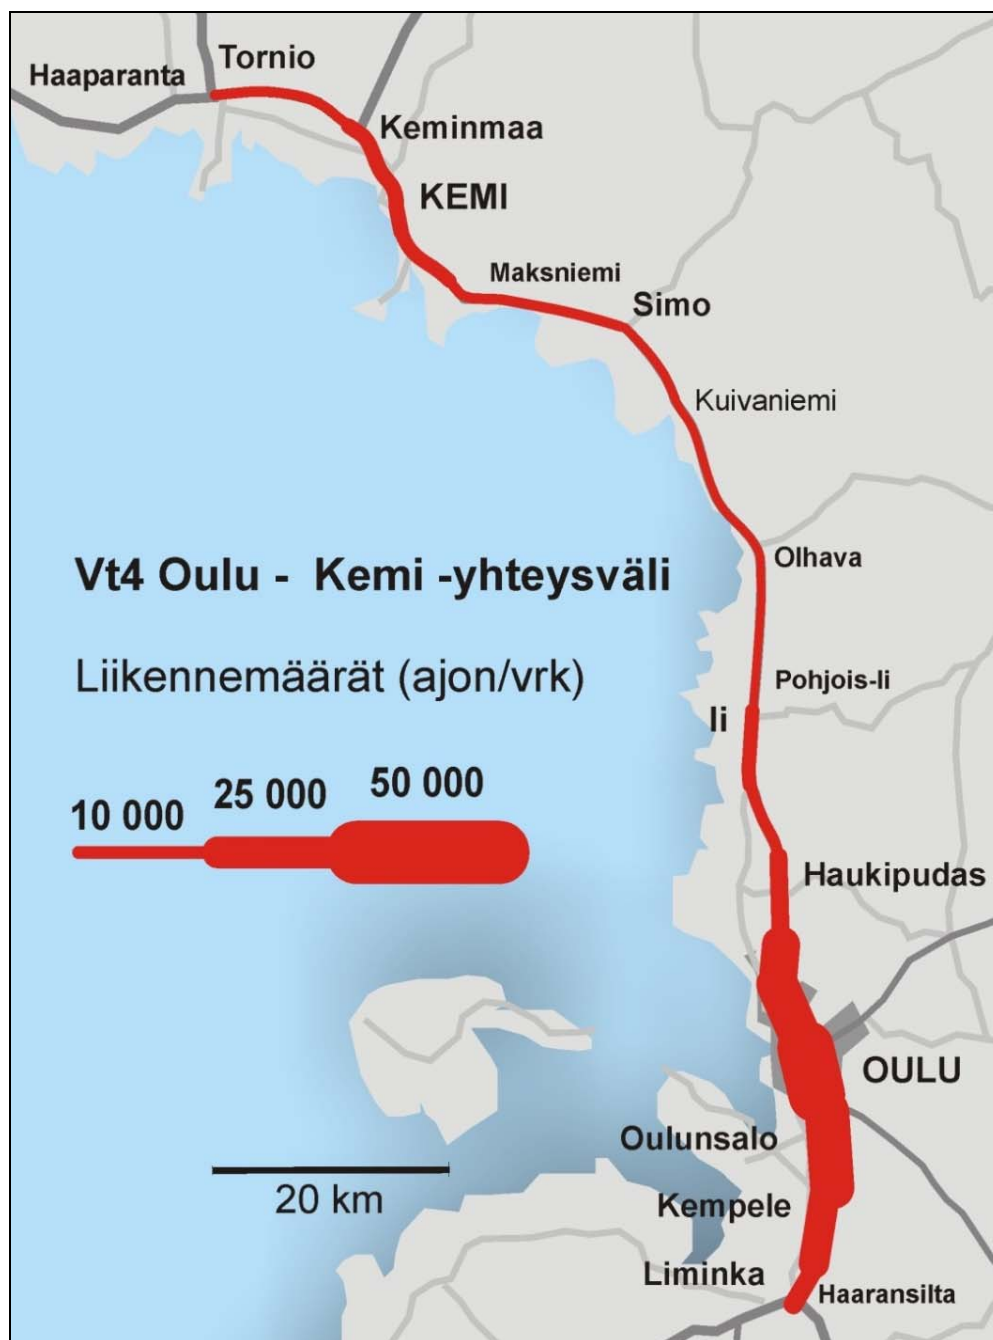 Tornio
Haaparanta
Keminmaa
KEMI
Maksniemi
Simo
Kuivaniemi
Vt4 Oulu - Kemi -yhteysväli
Olhava
Liikennemäärät (ajon/vrk)
Pohjois-Ii
Ii
50 000
25 000
10 000
Haukipudas
OULU
Oulunsalo
20 km
Kempele
Liminka
Haaransilta